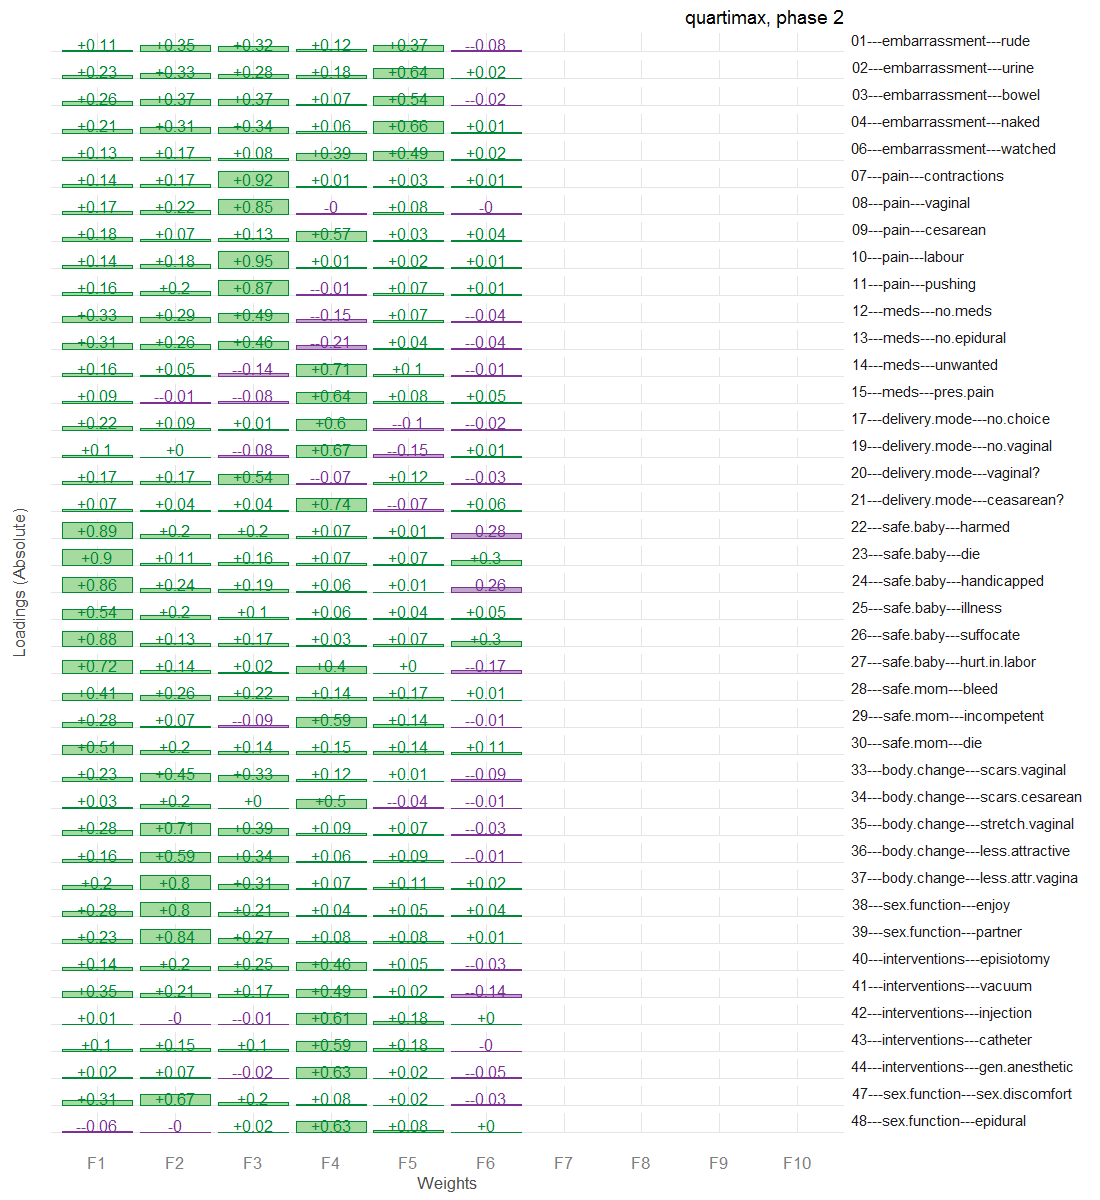 quartimax, phase 2
+0.11 +0.35 +0.32 +0.12 +0.37 --0.08 01---embarrassment---rude
+0.23 +0.33 +0.28 +0.18 +0.64 +0.02 02---embarrassment---urine
+0.26 +0.37 +0.37 +0.07 +0.54 --0.02 03---embarrassment---bowel
+0.21 +0.31 +0.34 +0.06 +0.66 +0.01 04---embarrassment---naked
+0.13 +0.17 +0.08 +0.39 +0.49 +0.02 06---embarrassment---watched
+0.14 +0.17 +0.92 +0.01 +0.03 +0.01 07---pain---contractions
+0.17 +0.22 +0.85 -0 +0.08 -0 08---pain---vaginal
+0.18 +0.07 +0.13 +0.57 +0.03 +0.04 09---pain---cesarean
+0.14 +0.18 +0.95 +0.01 +0.02 +0.01 10---pain---labour
+0.16 +0.2 +0.87 --0.01 +0.07 +0.01 11---pain---pushing
+0.33 +0.29 +0.49 --0.15 +0.07 --0.04 12---meds---no.meds
+0.31 +0.26 +0.46 --0.21 +0.04 --0.04 13---meds---no.epidural
+0.16 +0.05 --0.14 +0.71 +0.1 --0.01 14---meds---unwanted
+0.09 --0.01 --0.08 +0.64 +0.08 +0.05 15---meds---pres.pain
+0.22 +0.09 +0.01 +0.6 --0.1 --0.02 17---delivery.mode---no.choice
+0.1 +0 --0.08 +0.67 --0.15 +0.01 19---delivery.mode---no.vaginal
+0.17 +0.17 +0.54 --0.07 +0.12 --0.03 20---delivery.mode---vaginal?
+0.07 +0.04 +0.04 +0.74 --0.07 +0.06 21---delivery.mode---ceasarean?
+0.89 +0.2 +0.2 +0.07 +0.01 --0.28 22---safe.baby---harmed
+0.9 +0.11 +0.16 +0.07 +0.07 +0.3 23---safe.baby---die
+0.86 +0.24 +0.19 +0.06 +0.01 --0.26 24---safe.baby---handicapped
+0.54 +0.2 +0.1 +0.06 +0.04 +0.05 25---safe.baby---illness
+0.88 +0.13 +0.17 +0.03 +0.07 +0.3 26---safe.baby---suffocate
+0.72 +0.14 +0.02 +0.4 +0 --0.17 27---safe.baby---hurt.in.labor
+0.41 +0.26 +0.22 +0.14 +0.17 +0.01 28---safe.mom---bleed
+0.28 +0.07 --0.09 +0.59 +0.14 --0.01 29---safe.mom---incompetent
+0.51 +0.2 +0.14 +0.15 +0.14 +0.11 30---safe.mom---die
+0.23 +0.45 +0.33 +0.12 +0.01 --0.09 33---body.change---scars.vaginal
+0.03 +0.2 +0 +0.5 --0.04 --0.01 34---body.change---scars.cesarean
+0.28 +0.71 +0.39 +0.09 +0.07 --0.03 35---body.change---stretch.vaginal
+0.16 +0.59 +0.34 +0.06 +0.09 --0.01 36---body.change---less.attractive
+0.2 +0.8 +0.31 +0.07 +0.11 +0.02 37---body.change---less.attr.vagina
+0.28 +0.8 +0.21 +0.04 +0.05 +0.04 38---sex.function---enjoy
+0.23 +0.84 +0.27 +0.08 +0.08 +0.01 39---sex.function---partner
+0.14 +0.2 +0.25 +0.46 +0.05 --0.03 40---interventions---episiotomy
+0.35 +0.21 +0.17 +0.49 +0.02 --0.14 41---interventions---vacuum
+0.01 -0 --0.01 +0.61 +0.18 +0 42---interventions---injection
+0.1 +0.15 +0.1 +0.59 +0.18 -0 43---interventions---catheter
+0.02 +0.07 --0.02 +0.63 +0.02 --0.05 44---interventions---gen.anesthetic
+0.31 +0.67 +0.2 +0.08 +0.02 --0.03 47---sex.function---sex.discomfort
--0.06 -0 +0.02 +0.63 +0.08 +0 48---sex.function---epidural
Loadings (Absolute)
F1 F2 F3 F4 F5 F6 F7 F8 F9 F10
Weights